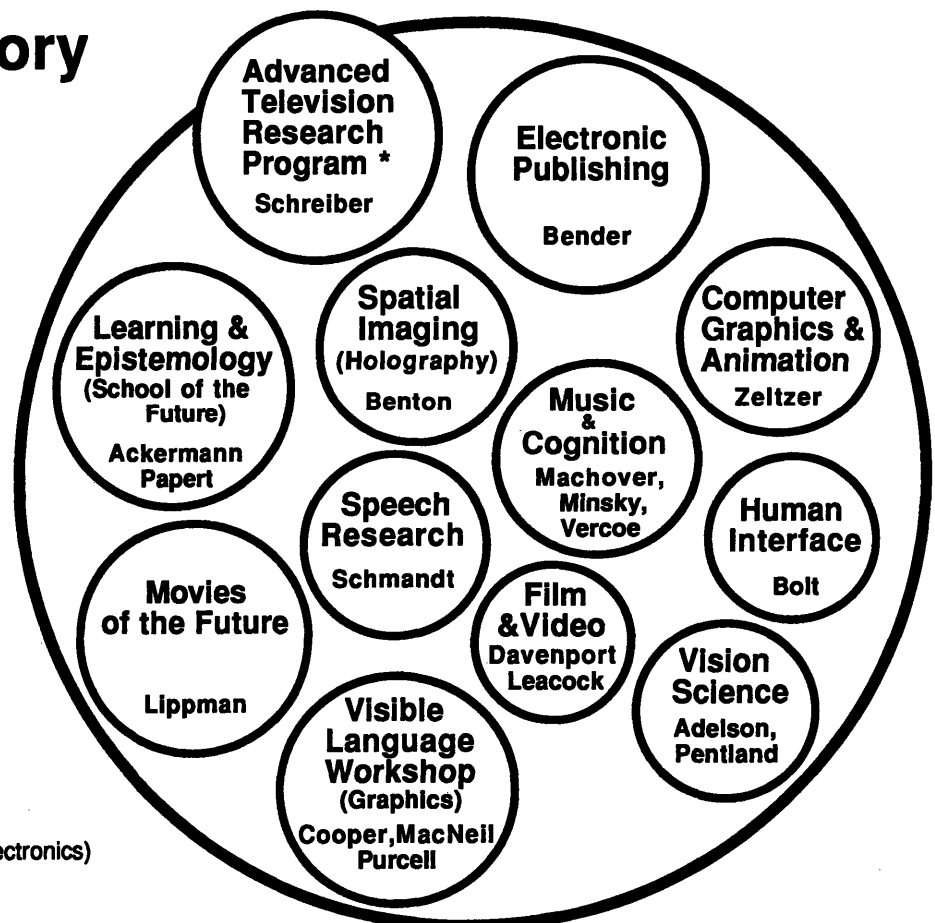 ory
Advanced
Television
Research
Program *
Schreiber
Electronic
Publishing
Bender
Learning &
Epistemology
(School of the
Future)
Ackermann
Papert
Spatial
Imaging
(Holography)
Benton
Computer
Graphics &
Animation
Zeltzer
Music
&
Cognition
Machover,
Minsky,
Vercoe
Speech
Research
Schmandt
Human
Interface
Bolt
Movies
of the Future
Lippman
Film
&Video
Davenport
Leacock
Vision
Science
Adelson,
Pentland
Visible
Language
Workshop
(Graphics)
Cooper,MacNeil
Purcell
ectronics)